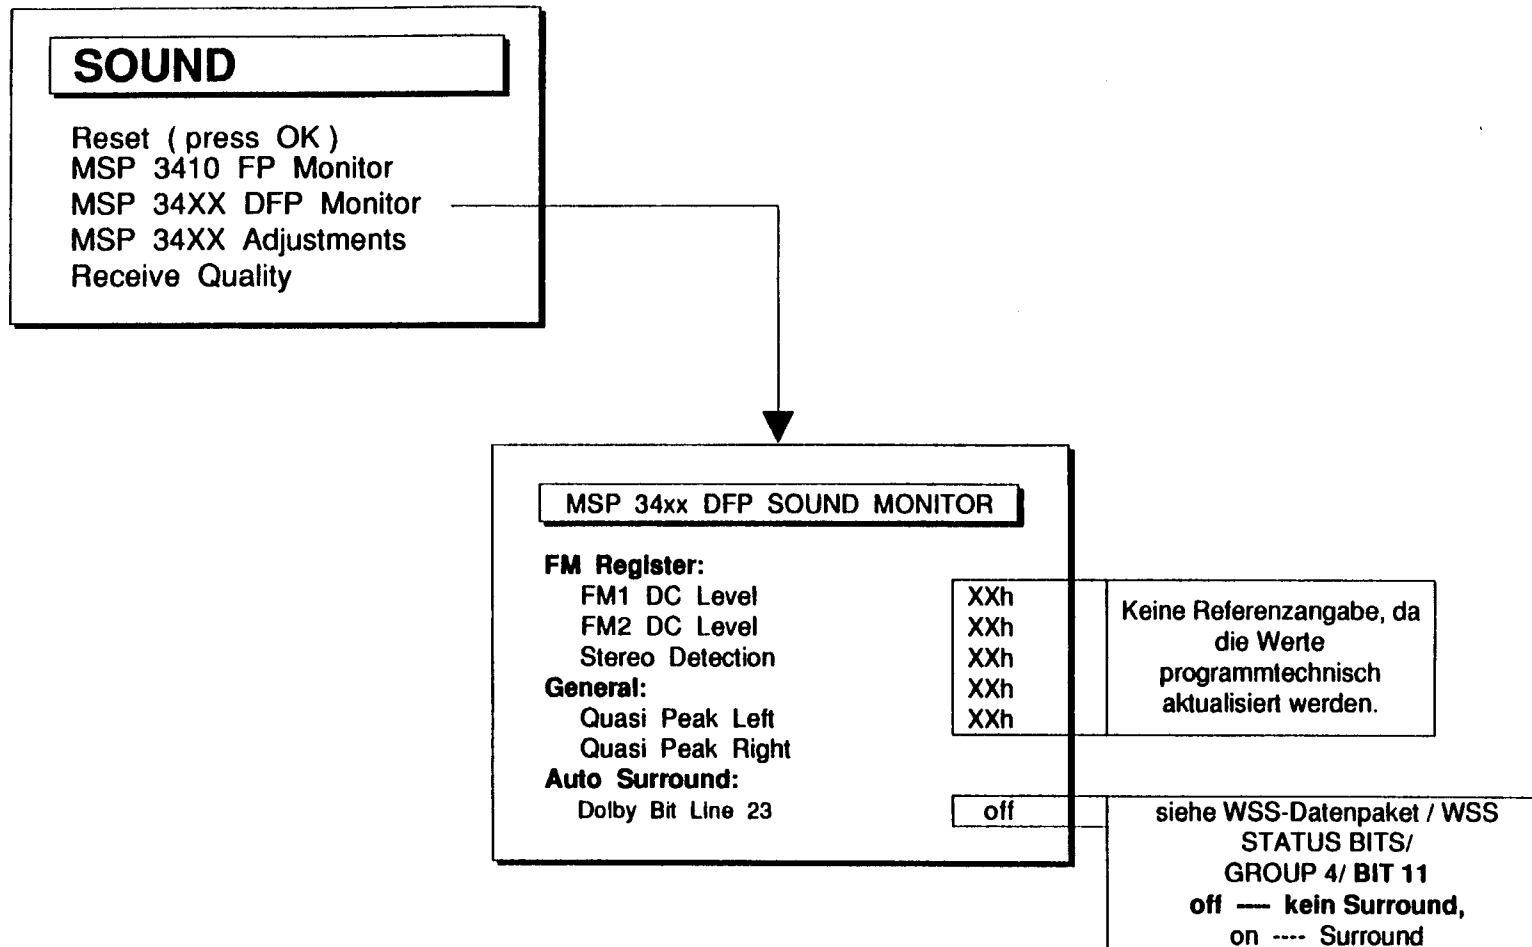 SOUND
Reset ( press OK )
MSP 3410 FP Monitor
MSP 34XX DFP Monitor
MSP 34XX Adjustments
Receive Quality
MSP 34xx DFP SOUND MONITOR
FM Register:
FM1 DC Level XXh
FM2 DC Level XXh
Stereo Detection XXh
General: XXh
Quasi Peak Left XXh
Quasi Peak Right
Auto Surround:
Dolby Bit Line 23 off
Keine Referenzangabe, da
die Werte
programmtechnisch
aktualisiert werden.
siehe WSS-Datenpaket / WSS
STATUS BITS/
GROUP 4/ BIT 11
off ---- kein Surround,
on ---- Surround